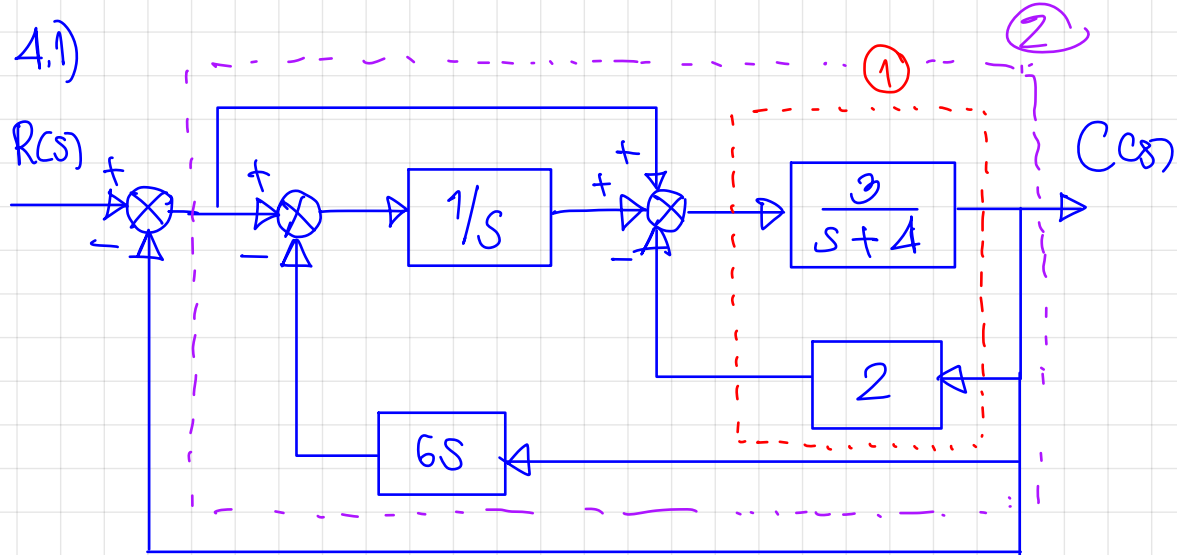 4.1)
2
1
R(s)
C(s)
+
+
+
+
-
-
-
1/s
3
s+4
2
6s